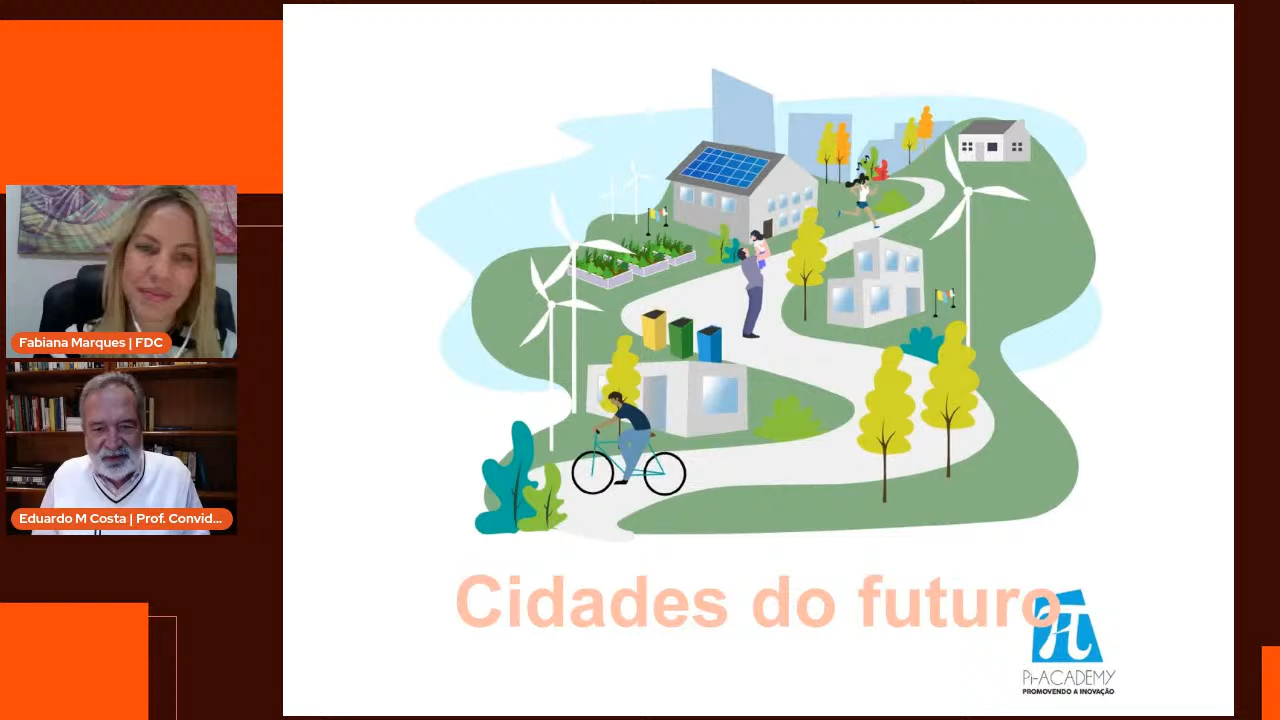 Fabiana Marques | FDC
Eduardo M Costa | Prof. Convid...
Cidades do futuro
Pi-ACADEMY
PROMOVENDO A INOVAÇÃO